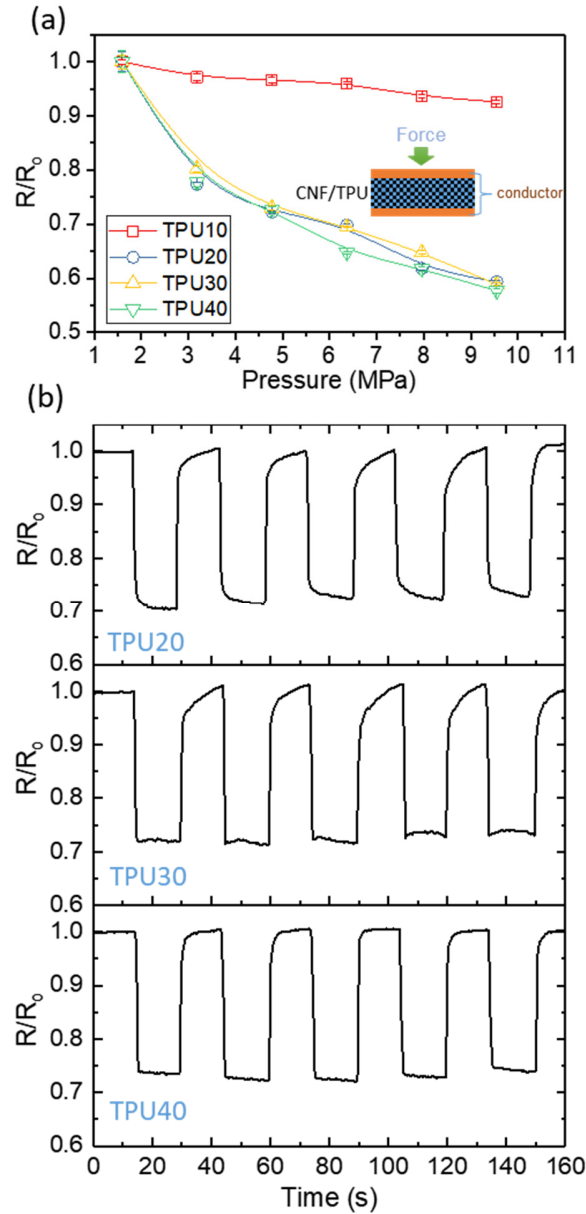 (a)
R/R0
1.0
0.9
0.8
0.7
0.6
0.5
Force
CNF/TPU
conductor
TPU10
TPU20
TPU30
TPU40
1 2 3 4 5 6 7 8 9 10 11
Pressure (MPa)
(b)
R/R0
1.0
0.9
0.8
0.7
0.6
TPU20
R/R0
1.0
0.9
0.8
0.7
0.6
TPU30
R/R0
1.0
0.9
0.8
0.7
0.6
TPU40
0 20 40 60 80 100 120 140 160
Time (s)